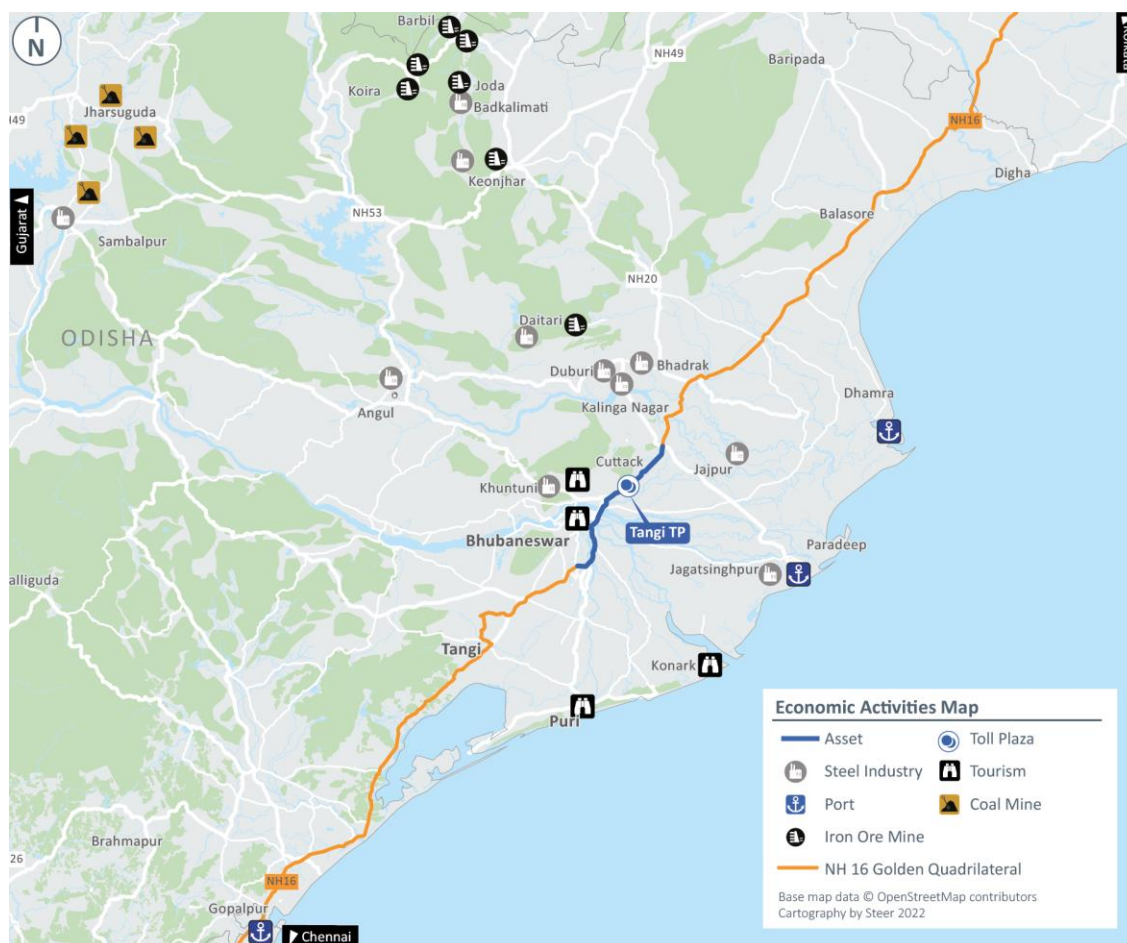 N
Barbil
NH49
Baripada
Kolkata
Koira
Joda
Badkalimati
Jharsuguda
H49
NH16
Keonjhar
Digha
Gujarat
NH53
Balasore
Sambalpur
NH20
Daitari
ODISHA
Duburi
Bhadrak
Angul
Kalinga Nagar
Dhamra
Cuttack
Jajpur
Khuntuni
Tangi TP
Bhubaneswar
Paradeep
Jagatsinghpur
alliguda
Tangi
Konark
Puri
Economic Activities Map
Asset
Toll Plaza
Steel Industry
Tourism
Port
Coal Mine
Iron Ore Mine
NH 16 Golden Quadrilateral
Base map data © OpenStreetMap contributors
Cartography by Steer 2022
Brahmapur
26
NH16
Gopalpur
Chennai